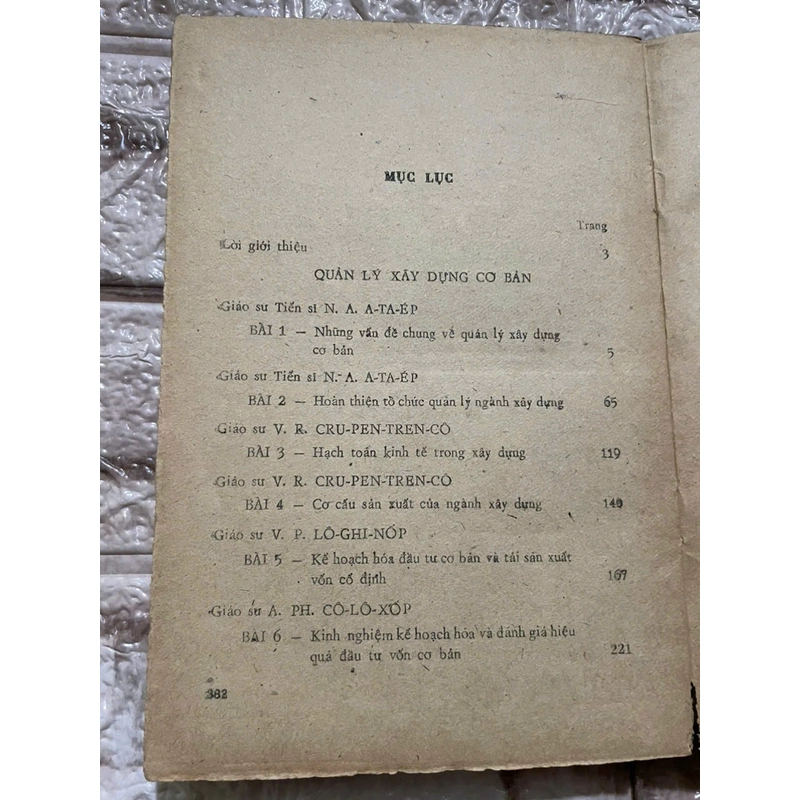 MỤC LỤC
Trang
Lời giới thiệu 3
QUẢN LÝ XÂY DỰNG CƠ BẢN
Giáo sư Tiến sĩ N. A. A-TA-ÉP
BÀI 1 — Những vấn đề chung về quản lý xây dựng
cơ bản 5
Giáo sư Tiến sĩ N. A. A-TA-ÉP
BÀI 2 — Hoàn thiện tổ chức quản lý ngành xây dựng 65
Giáo sư V. R. CRU-PEN-TREN-CÔ
BÀI 3 — Hạch toán kinh tế trong xây dựng 119
Giáo sư V. R. CRU-PEN-TREN-CÔ
BÀI 4 — Cơ cấu sản xuất của ngành xây dựng 140
Giáo sư V. P. LÔ-GHI-NỐP
BÀI 5 — Kế hoạch hóa đầu tư cơ bản và tái sản xuất
vốn cố định 167
Giáo sư A. PH. CÔ-LÔ-XỐP
BÀI 6 — Kinh nghiệm kế hoạch hóa và đánh giá hiệu
quả đầu tư vốn cơ bản 221
382